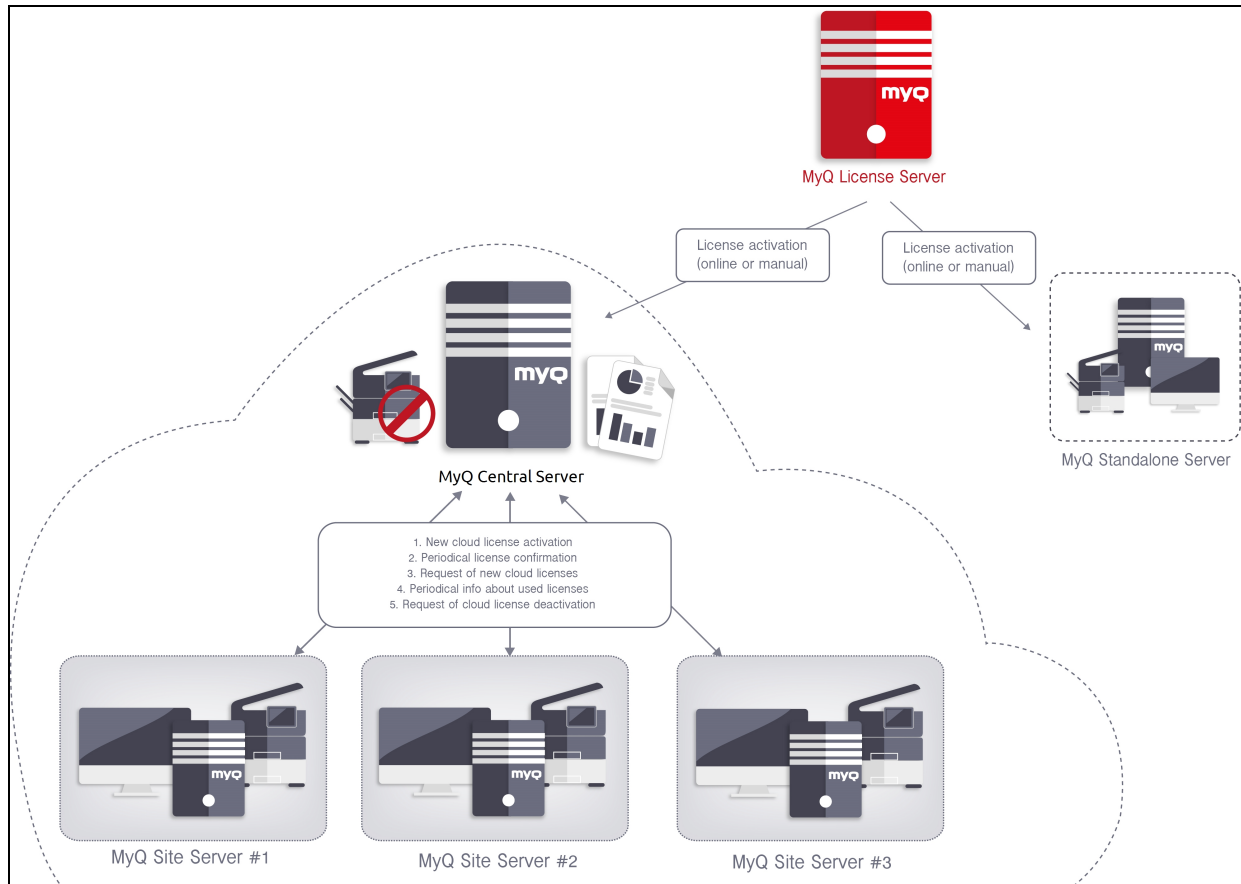 myQ
MyQ License Server
License activation
(online or manual)
License activation
(online or manual)
myQ
MyQ Central Server
myQ
MyQ Standalone Server
1. New cloud license activation
2. Periodical license confirmation
3. Request of new cloud licenses
4. Periodical info about used licenses
5. Request of cloud license deactivation
myQ
MyQ Site Server #1
myQ
MyQ Site Server #2
myQ
MyQ Site Server #3